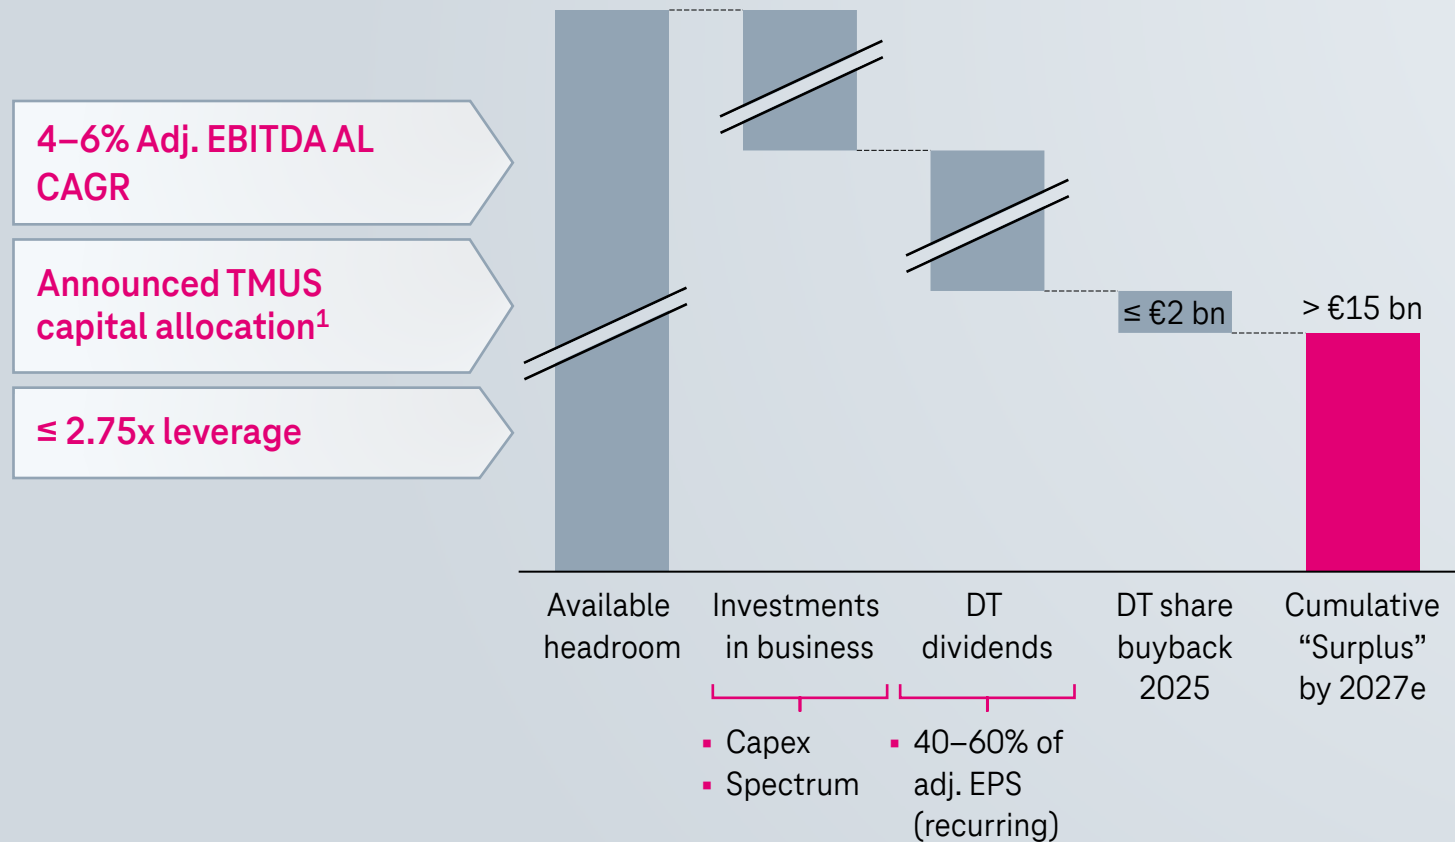 4–6% Adj. EBITDA AL
CAGR
Announced TMUS
capital allocation¹
≤ 2.75x leverage
≤ €2 bn
> €15 bn
Available
headroom
Investments
in business
DT
dividends
DT share
buyback
2025
Cumulative
“Surplus”
by 2027e
▪ Capex
▪ Spectrum
▪ 40–60% of
adj. EPS
(recurring)